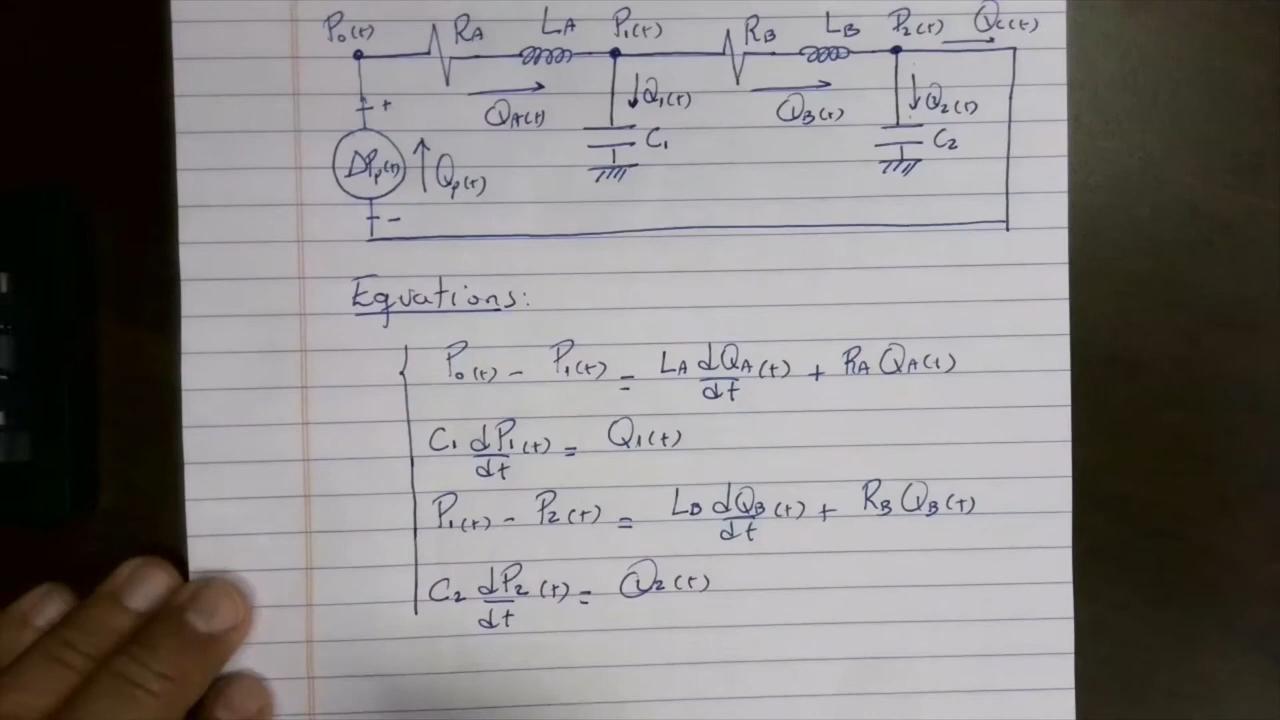 P0(t) RA LA P1(t) RB LB P2(t) Qc(t)
QA(t) Q1(t) QB(t) Q2(t)
+
C1 C2
ΔPp(t) Qp(t)
-
Equations:
P0(t) - P1(t) = LA dQA(t)/dt + RA QA(t)
C1 dP1(t)/dt = Q1(t)
P1(t) - P2(t) = LB dQB(t)/dt + RB QB(t)
C2 dP2(t)/dt = Q2(t)